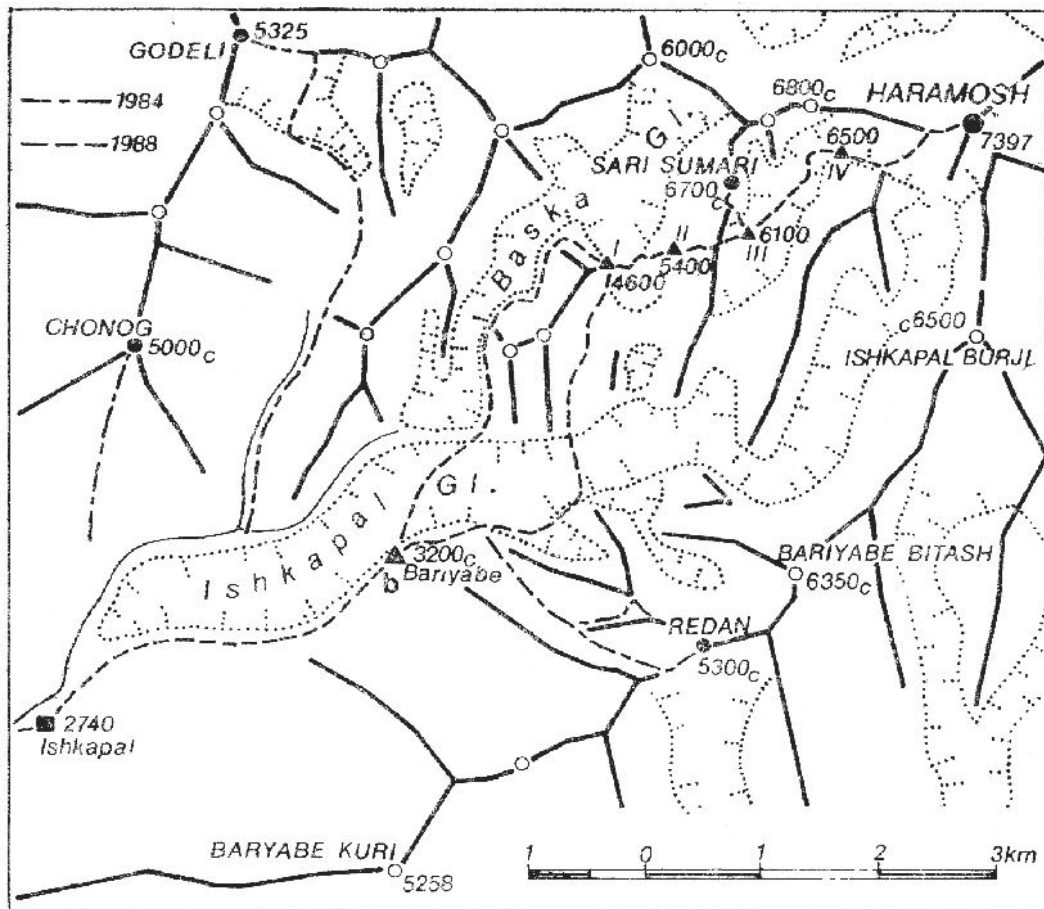 5325
GODELI
6000c
6800c
HARAMOSH
1984
1988
7397
6500
IV
SARI SUMARI
6700c
Baska Gl.
I
4600
II
5400
6100
III
CHONOG
5000c
c6500
ISHKAPAL BURJI
Ishkapal Gl.
3200c
Bariyabe
b
BARIYABE BITASH
6350c
REDAN
5300c
2740
Ishkapal
BARYABE KURI
5258
1 0 1 2 3km